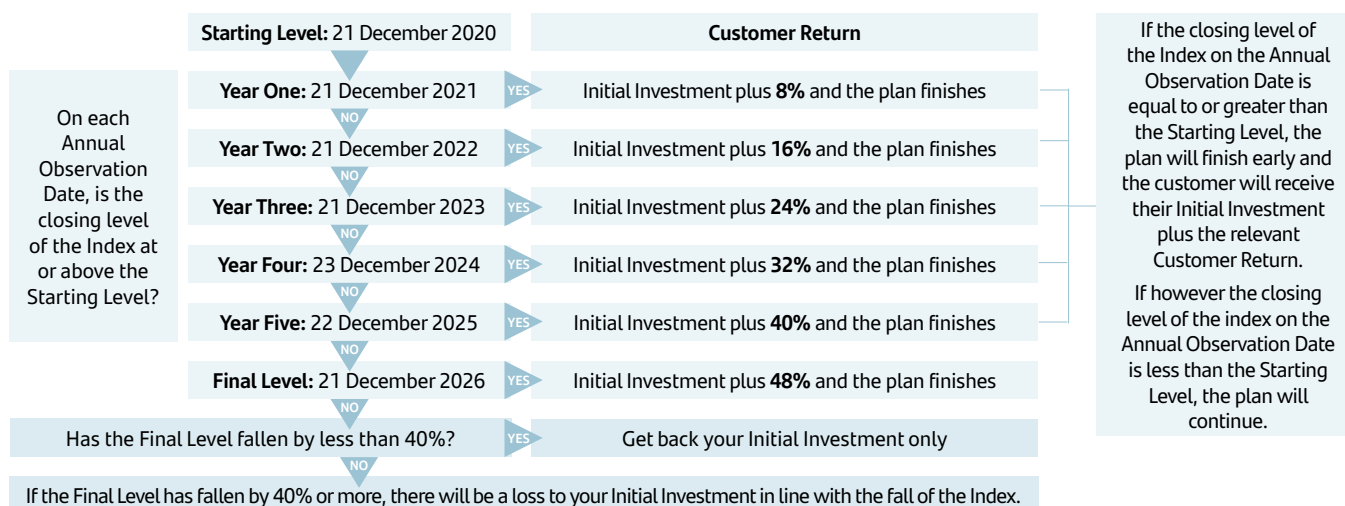 Starting Level: 21 December 2020
Customer Return
On each
Annual
Observation
Date, is the
closing level
of the Index at
or above the
Starting Level?
Year One: 21 December 2021
YES
Initial Investment plus 8% and the plan finishes
NO
Year Two: 21 December 2022
YES
Initial Investment plus 16% and the plan finishes
NO
Year Three: 21 December 2023
YES
Initial Investment plus 24% and the plan finishes
NO
Year Four: 23 December 2024
YES
Initial Investment plus 32% and the plan finishes
NO
Year Five: 22 December 2025
YES
Initial Investment plus 40% and the plan finishes
NO
Final Level: 21 December 2026
YES
Initial Investment plus 48% and the plan finishes
NO
Has the Final Level fallen by less than 40%?
YES
Get back your Initial Investment only
NO
If the Final Level has fallen by 40% or more, there will be a loss to your Initial Investment in line with the fall of the Index.
If the closing level of
the Index on the Annual
Observation Date is
equal to or greater than
the Starting Level, the
plan will finish early and
the customer will receive
their Initial Investment
plus the relevant
Customer Return.
If however the closing
level of the index on the
Annual Observation Date
is less than the Starting
Level, the plan will
continue.